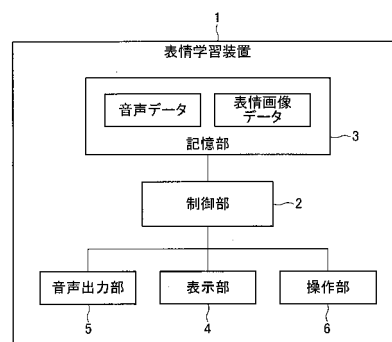 1
表情学習装置
音声データ
表情画像
データ
記憶部
3
制御部
2
音声出力部
表示部
操作部
5
4
6